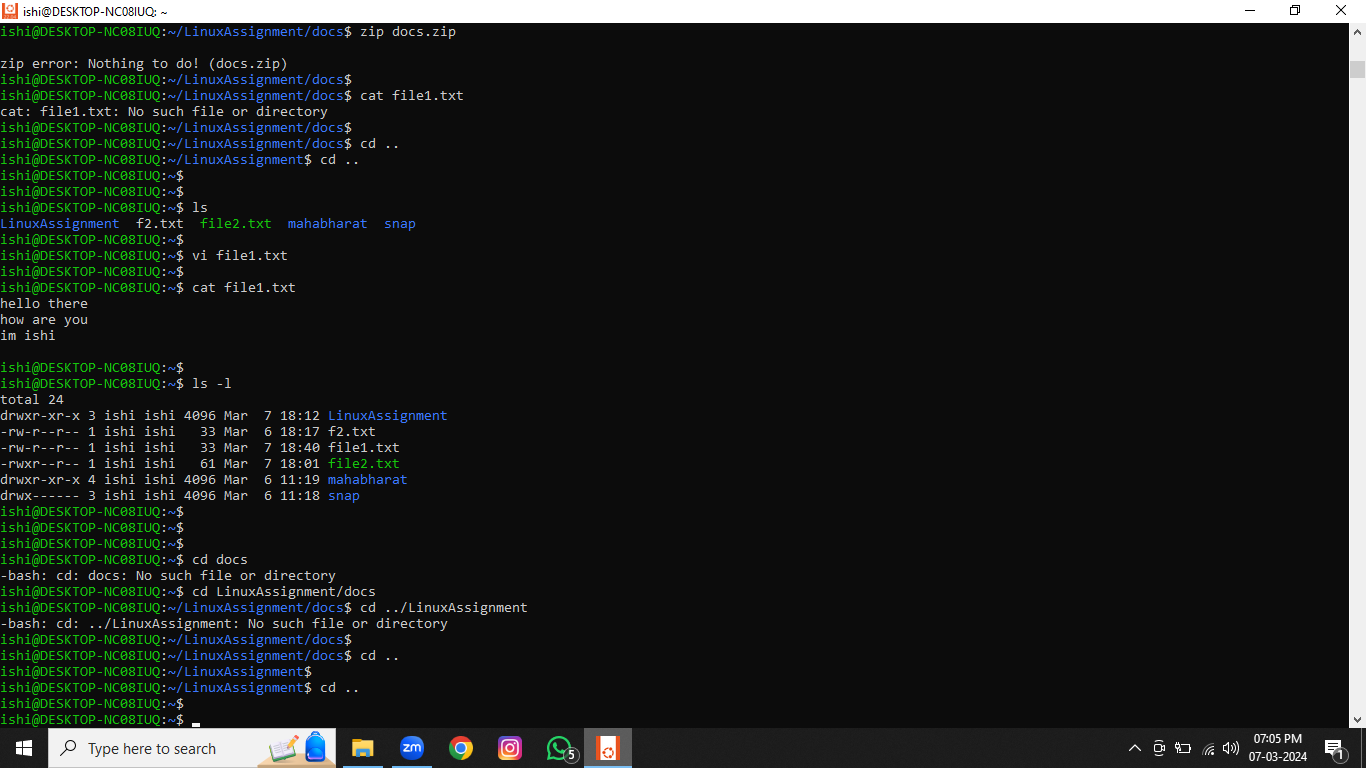 ishi@DESKTOP-NC08IUQ: ~
ishi@DESKTOP-NC08IUQ:~/LinuxAssignment/docs$ zip docs.zip
zip error: Nothing to do! (docs.zip)
ishi@DESKTOP-NC08IUQ:~/LinuxAssignment/docs$
ishi@DESKTOP-NC08IUQ:~/LinuxAssignment/docs$ cat file1.txt
cat: file1.txt: No such file or directory
ishi@DESKTOP-NC08IUQ:~/LinuxAssignment/docs$
ishi@DESKTOP-NC08IUQ:~/LinuxAssignment/docs$ cd ..
ishi@DESKTOP-NC08IUQ:~/LinuxAssignment$ cd ..
ishi@DESKTOP-NC08IUQ:~$
ishi@DESKTOP-NC08IUQ:~$
ishi@DESKTOP-NC08IUQ:~$ ls
LinuxAssignment  f2.txt  file2.txt  mahabharat  snap
ishi@DESKTOP-NC08IUQ:~$
ishi@DESKTOP-NC08IUQ:~$ vi file1.txt
ishi@DESKTOP-NC08IUQ:~$
ishi@DESKTOP-NC08IUQ:~$ cat file1.txt
hello there
how are you
im ishi
ishi@DESKTOP-NC08IUQ:~$
ishi@DESKTOP-NC08IUQ:~$ ls -l
total 24
drwxr-xr-x 3 ishi ishi 4096 Mar  7 18:12 LinuxAssignment
-rw-r--r-- 1 ishi ishi   33 Mar  6 18:17 f2.txt
-rw-r--r-- 1 ishi ishi   33 Mar  7 18:40 file1.txt
-rwxr--r-- 1 ishi ishi   61 Mar  7 18:01 file2.txt
drwxr-xr-x 4 ishi ishi 4096 Mar  6 11:19 mahabharat
drwx------ 3 ishi ishi 4096 Mar  6 11:18 snap
ishi@DESKTOP-NC08IUQ:~$
ishi@DESKTOP-NC08IUQ:~$
ishi@DESKTOP-NC08IUQ:~$
ishi@DESKTOP-NC08IUQ:~$ cd docs
-bash: cd: docs: No such file or directory
ishi@DESKTOP-NC08IUQ:~$ cd LinuxAssignment/docs
ishi@DESKTOP-NC08IUQ:~/LinuxAssignment/docs$ cd ../LinuxAssignment
-bash: cd: ../LinuxAssignment: No such file or directory
ishi@DESKTOP-NC08IUQ:~/LinuxAssignment/docs$
ishi@DESKTOP-NC08IUQ:~/LinuxAssignment/docs$ cd ..
ishi@DESKTOP-NC08IUQ:~/LinuxAssignment$
ishi@DESKTOP-NC08IUQ:~/LinuxAssignment$ cd ..
ishi@DESKTOP-NC08IUQ:~$
ishi@DESKTOP-NC08IUQ:~$
Type here to search
zm
5
07:05 PM
07-03-2024
1